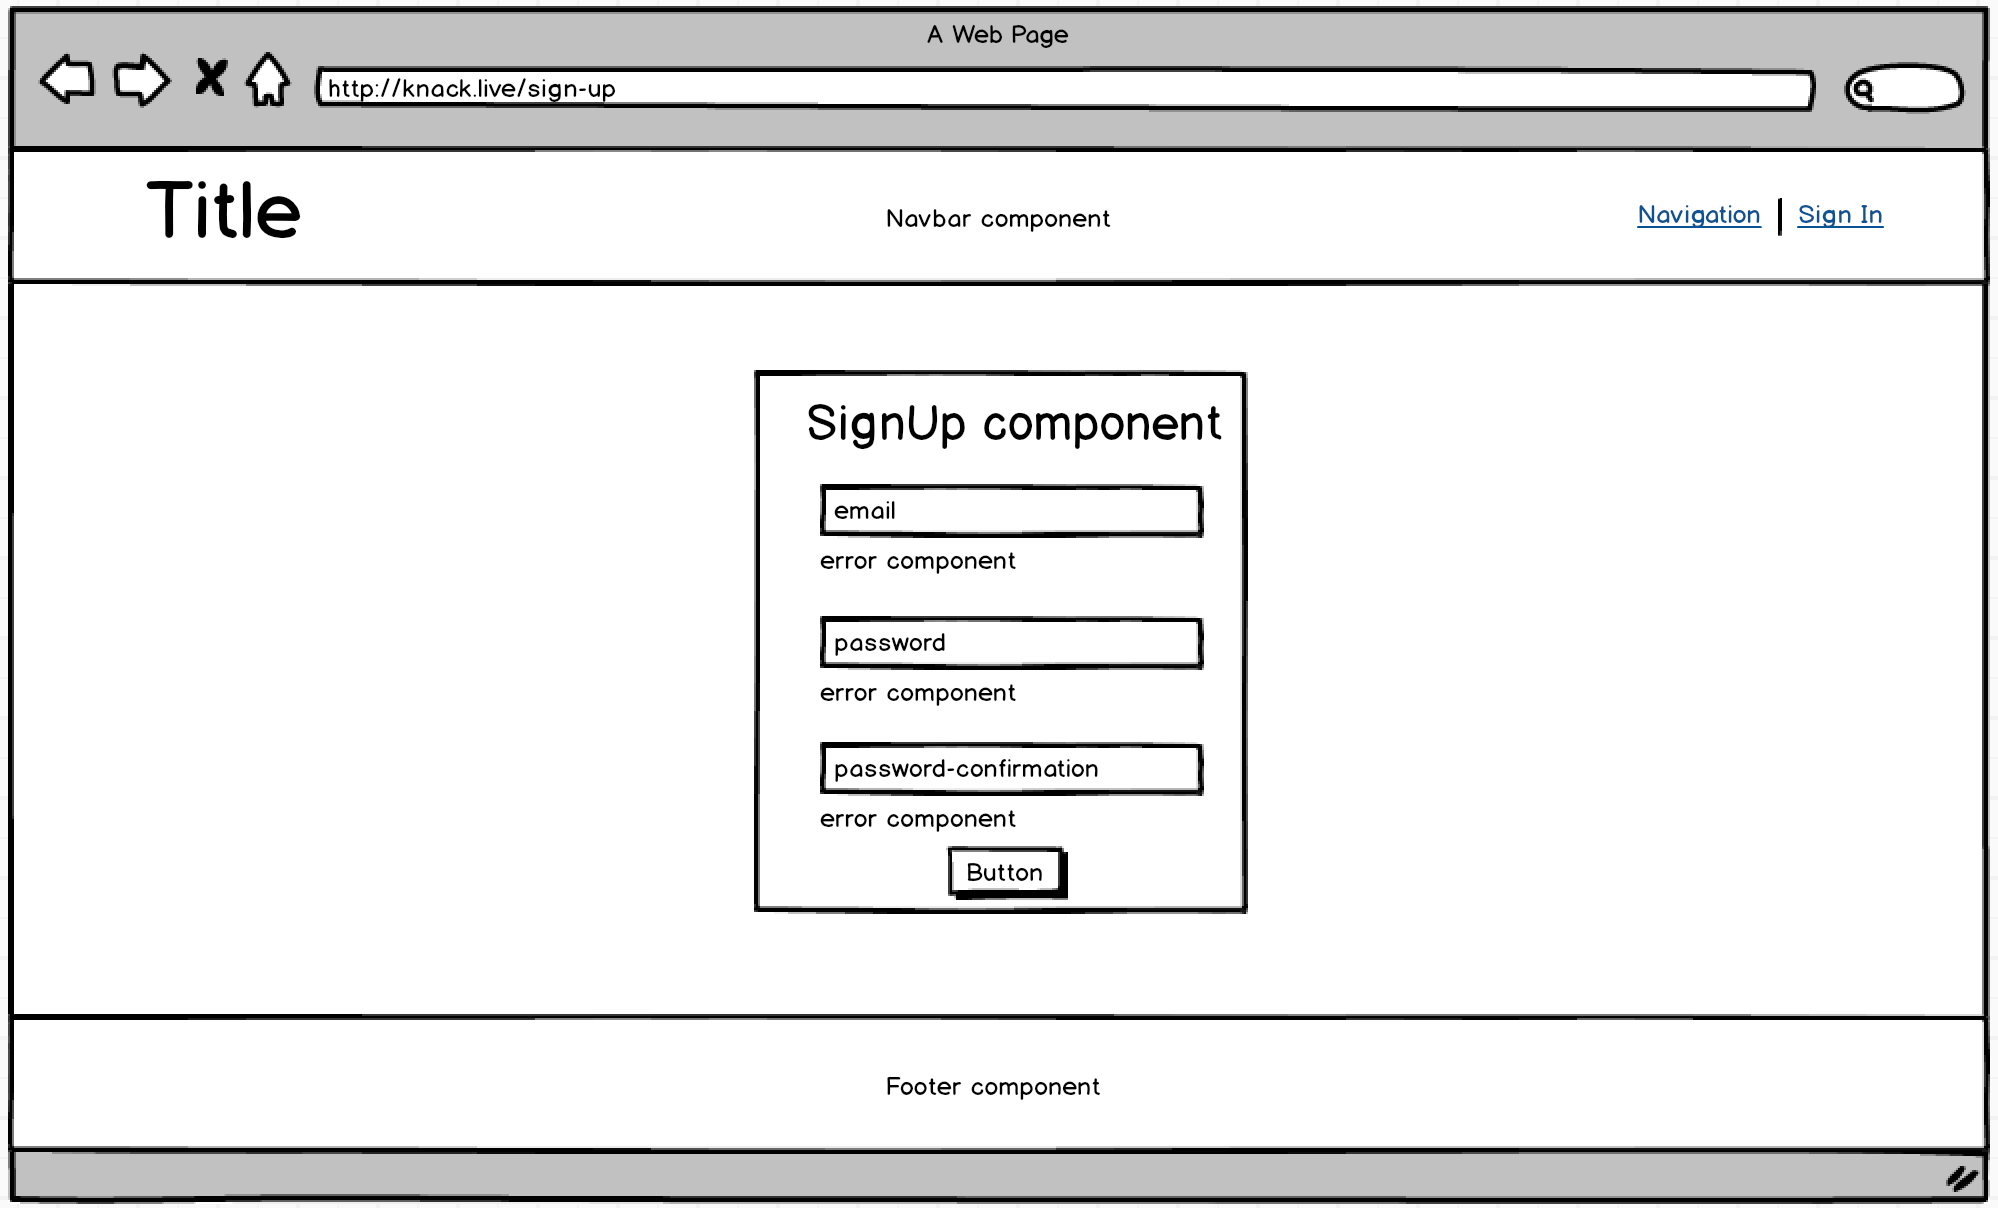 A Web Page
http://knack.live/sign-up
Title
Navbar component
Navigation
Sign In
SignUp component
email
error component
password
error component
password-confirmation
error component
Button
Footer component